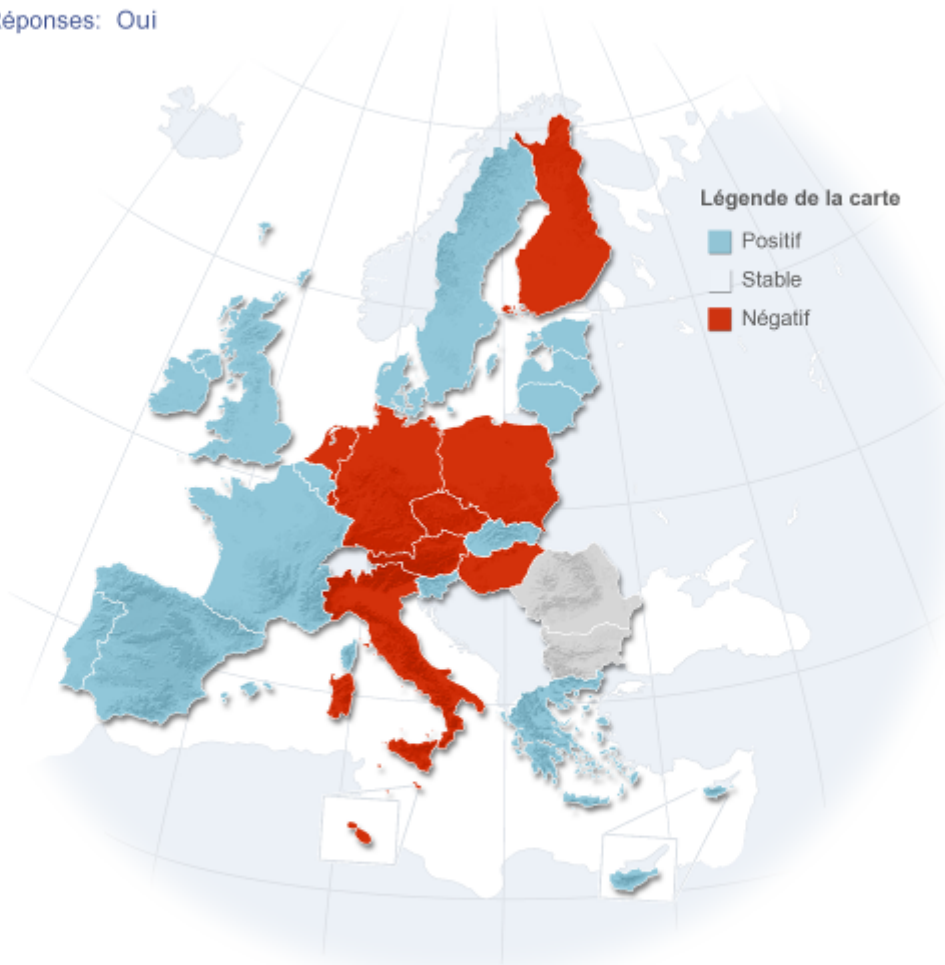 éponses: Oui
Légende de la carte
Positif
Stable
Négatif